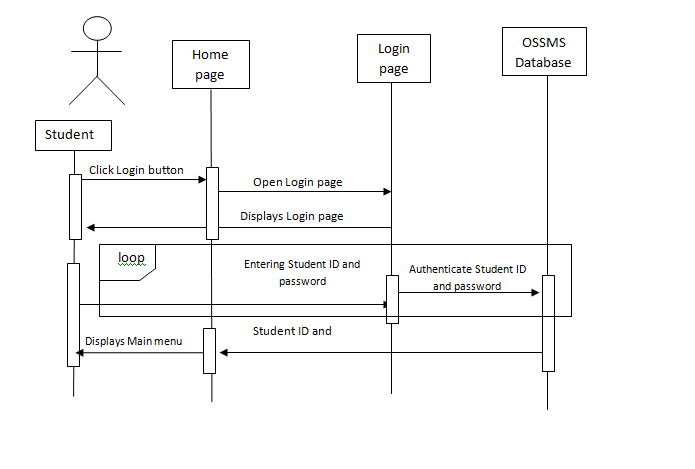 Home
page
Login
page
OSSMS
Database
Student
Click Login button
Open Login page
Displays Login page
loop
Entering Student ID and
password
Authenticate Student ID
and password
Student ID and
Displays Main menu